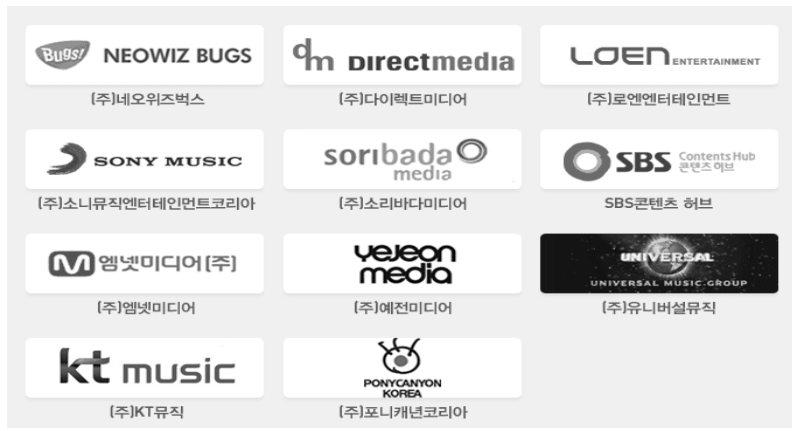 Bugs! NEOWIZ BUGS
dm Directmedia
LOEN ENTERTAINMENT
(주)네오위즈벅스
(주)다이렉트미디어
(주)로엔엔터테인먼트
SONY MUSIC
soribada
media
SBS Contents Hub
콘텐츠 허브
(주)소니뮤직엔터테인먼트코리아
(주)소리바다미디어
SBS콘텐츠 허브
M 엠넷미디어(주)
yejeon
media
UNIVERSAL
UNIVERSAL MUSIC GROUP
(주)엠넷미디어
(주)예전미디어
(주)유니버설뮤직
kt music
PONYCANYON
KOREA
(주)KT뮤직
(주)포니캐년코리아